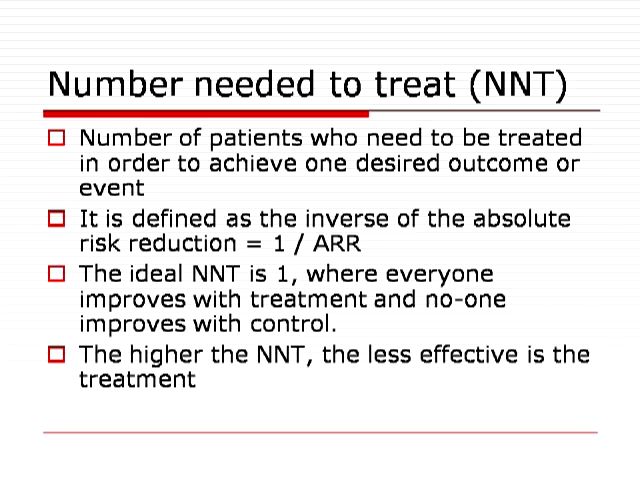 Number needed to treat (NNT)
Number of patients who need to be treated
in order to achieve one desired outcome or
event
It is defined as the inverse of the absolute
risk reduction = 1 / ARR
The ideal NNT is 1, where everyone
improves with treatment and no-one
improves with control.
The higher the NNT, the less effective is the
treatment